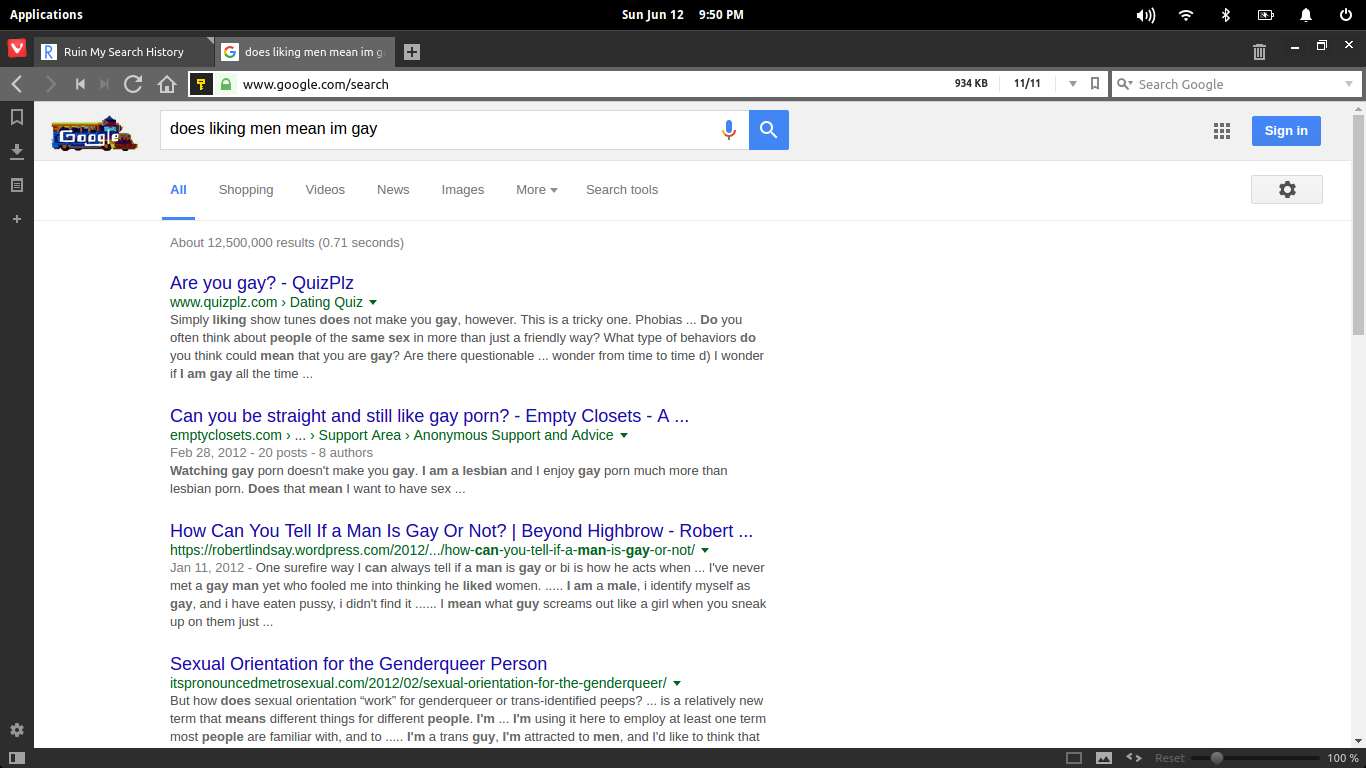 Applications
Sun Jun 12 9:50 PM
Ruin My Search History
does liking men mean im g
www.google.com/search
934 KB
11/11
Search Google
Google
does liking men mean im gay
Sign in
All Shopping Videos News Images More Search tools
About 12,500,000 results (0.71 seconds)
Are you gay? - QuizPlz
www.quizplz.com › Dating Quiz
Simply liking show tunes does not make you gay, however. This is a tricky one. Phobias ... Do you
often think about people of the same sex in more than just a friendly way? What type of behaviors do
you think could mean that you are gay? Are there questionable ... wonder from time to time d) I wonder
if I am gay all the time ...
Can you be straight and still like gay porn? - Empty Closets - A ...
emptyclosets.com › ... › Support Area › Anonymous Support and Advice
Feb 28, 2012 - 20 posts - 8 authors
Watching gay porn doesn't make you gay. I am a lesbian and I enjoy gay porn much more than
lesbian porn. Does that mean I want to have sex ...
How Can You Tell If a Man Is Gay Or Not? | Beyond Highbrow - Robert ...
https://robertlindsay.wordpress.com/2012/.../how-can-you-tell-if-a-man-is-gay-or-not/
Jan 11, 2012 - One surefire way I can always tell if a man is gay or bi is how he acts when ... I've never
met a gay man yet who fooled me into thinking he liked women. ..... I am a male, i identify myself as
gay, and i have eaten pussy, i didn't find it ...... I mean what guy screams out like a girl when you sneak
up on them just ...
Sexual Orientation for the Genderqueer Person
itspronouncedmetrosexual.com/2012/02/sexual-orientation-for-the-genderqueer/
But how does sexual orientation “work” for genderqueer or trans-identified peeps? ... is a relatively new
term that means different things for different people. I'm ... I'm using it here to employ at least one term
most people are familiar with, and to ..... I'm a trans guy, I'm attracted to men, and I'd like to think that
Reset
100 %